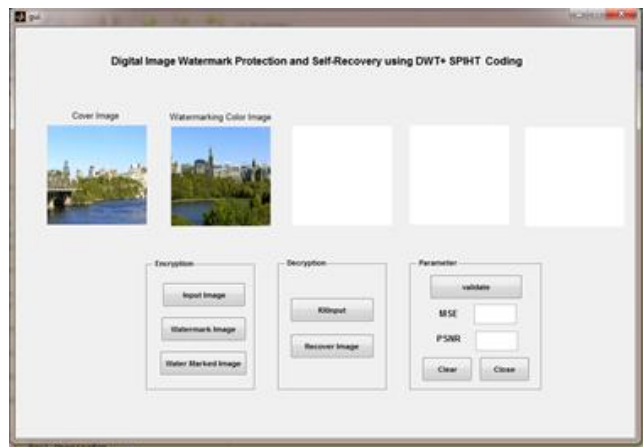 gui
Digital Image Watermark Protection and Self-Recovery using DWT+ SPIHT Coding
Cover Image
Watermarking Color Image
Encryption
Input Image
Watermark Image
Water Marked Image
Decryption
Recover Image
Parameter
validate
MSE
PSNR
Clear
Close